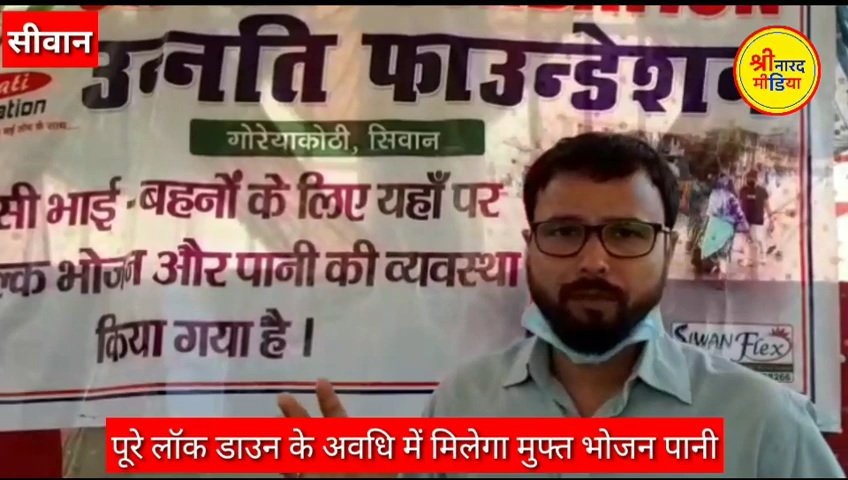 सीवान
श्री नारद
मीडिया
उन्नति फाउन्डेशन
गोरेयाकोठी, सिवान
भाई-बहनों के लिए यहाँ पर
भोजन और पानी की व्यवस्था
किया गया है।
SIWAN Flex
पूरे लॉक डाउन के अवधि में मिलेगा मुफ्त भोजन पानी